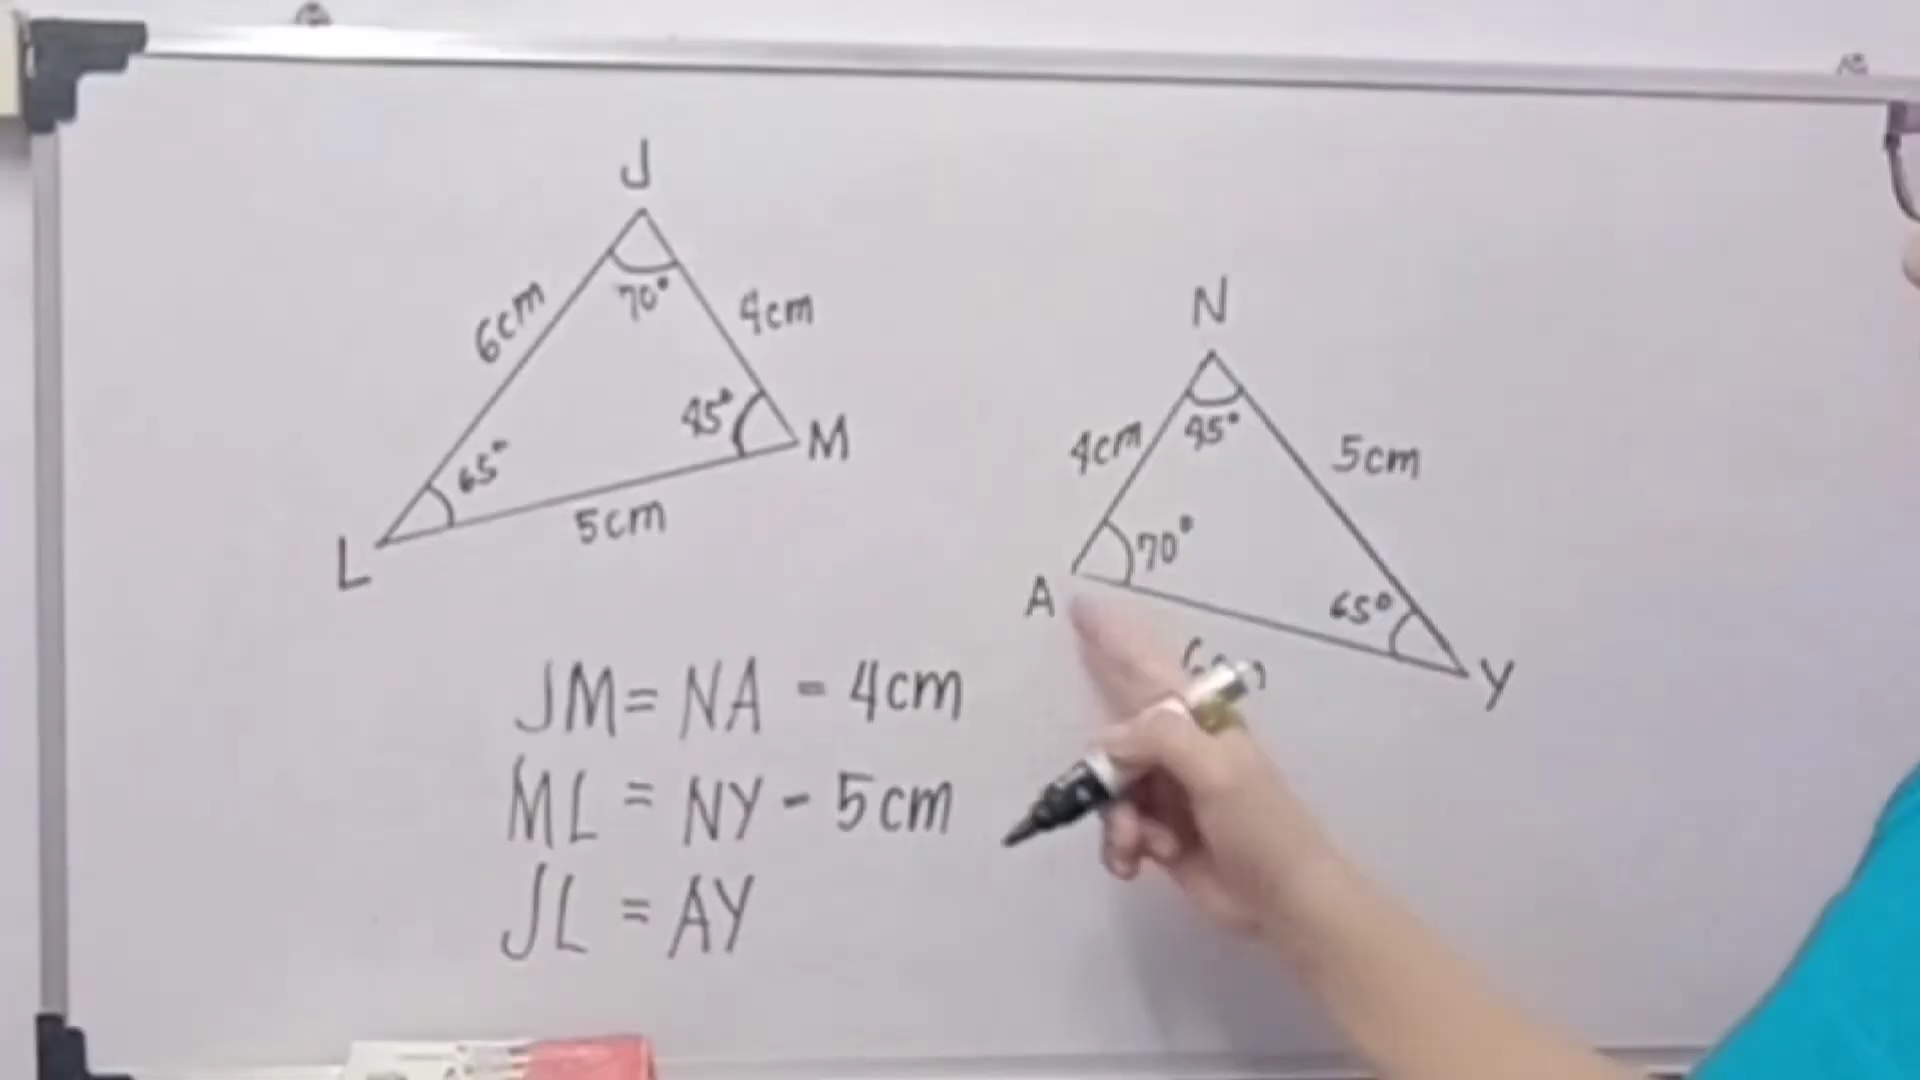 J
70°
6cm
4cm
45°
M
65°
5cm
L
N
45°
4cm
5cm
70°
A
65°
Y
JM = NA - 4cm
ML = NY - 5cm
JL = AY